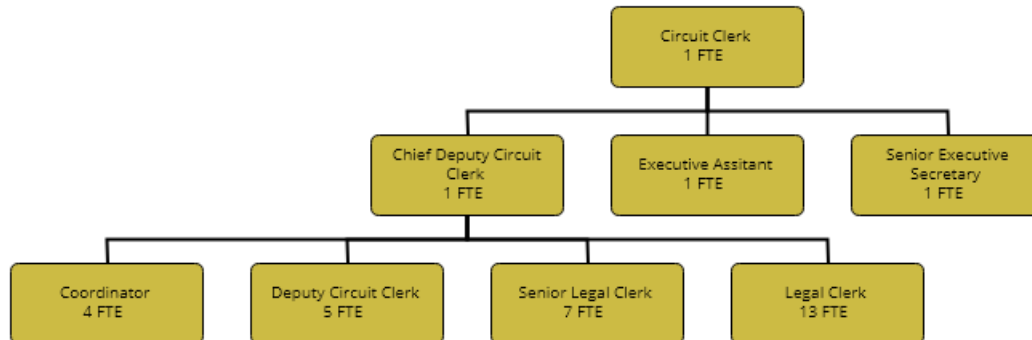 Circuit Clerk
1 FTE
Chief Deputy Circuit
Clerk
1 FTE
Executive Assitant
1 FTE
Senior Executive
Secretary
1 FTE
Coordinator
4 FTE
Deputy Circuit Clerk
5 FTE
Senior Legal Clerk
7 FTE
Legal Clerk
13 FTE